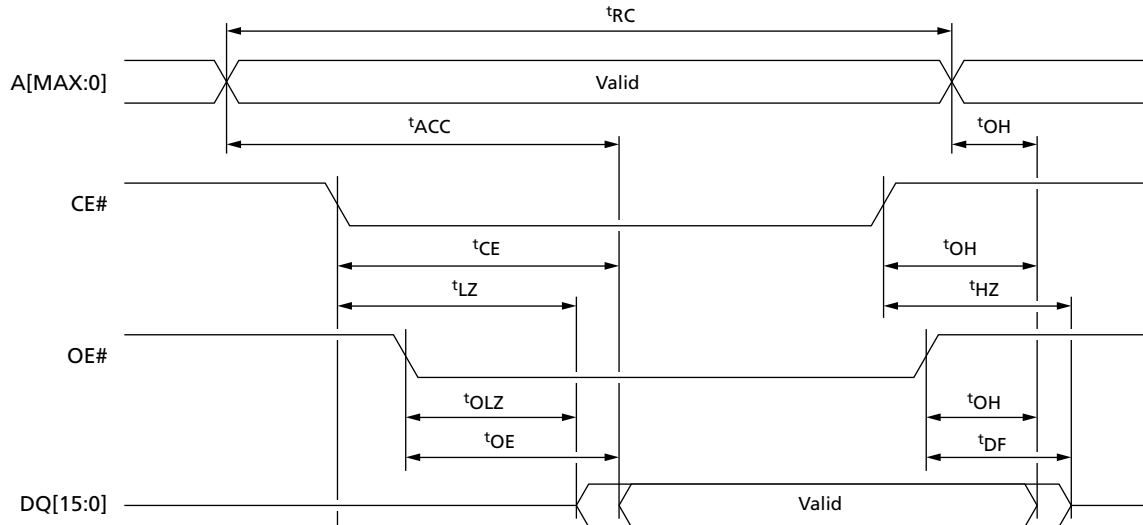 tRC
A[MAX:0]
Valid
tACC
tOH
CE#
tCE
tOH
tLZ
tHZ
OE#
tOLZ
tOH
tOE
tDF
DQ[15:0]
Valid